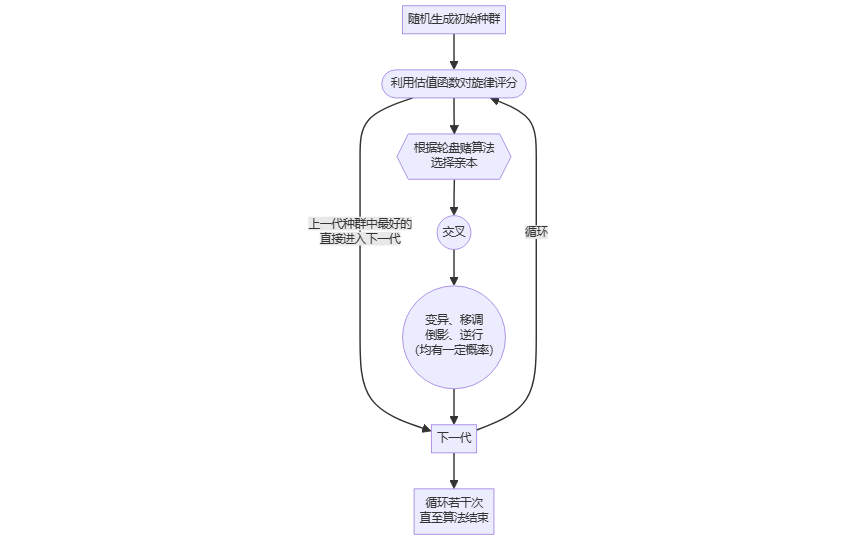 随机生成初始种群
利用估值函数对旋律评分
根据轮盘赌算法
选择亲本
上一代种群中最好的
直接进入下一代
交叉
循环
变异、移调
倒影、逆行
(均有一定概率)
下一代
循环若干次
直至算法结束